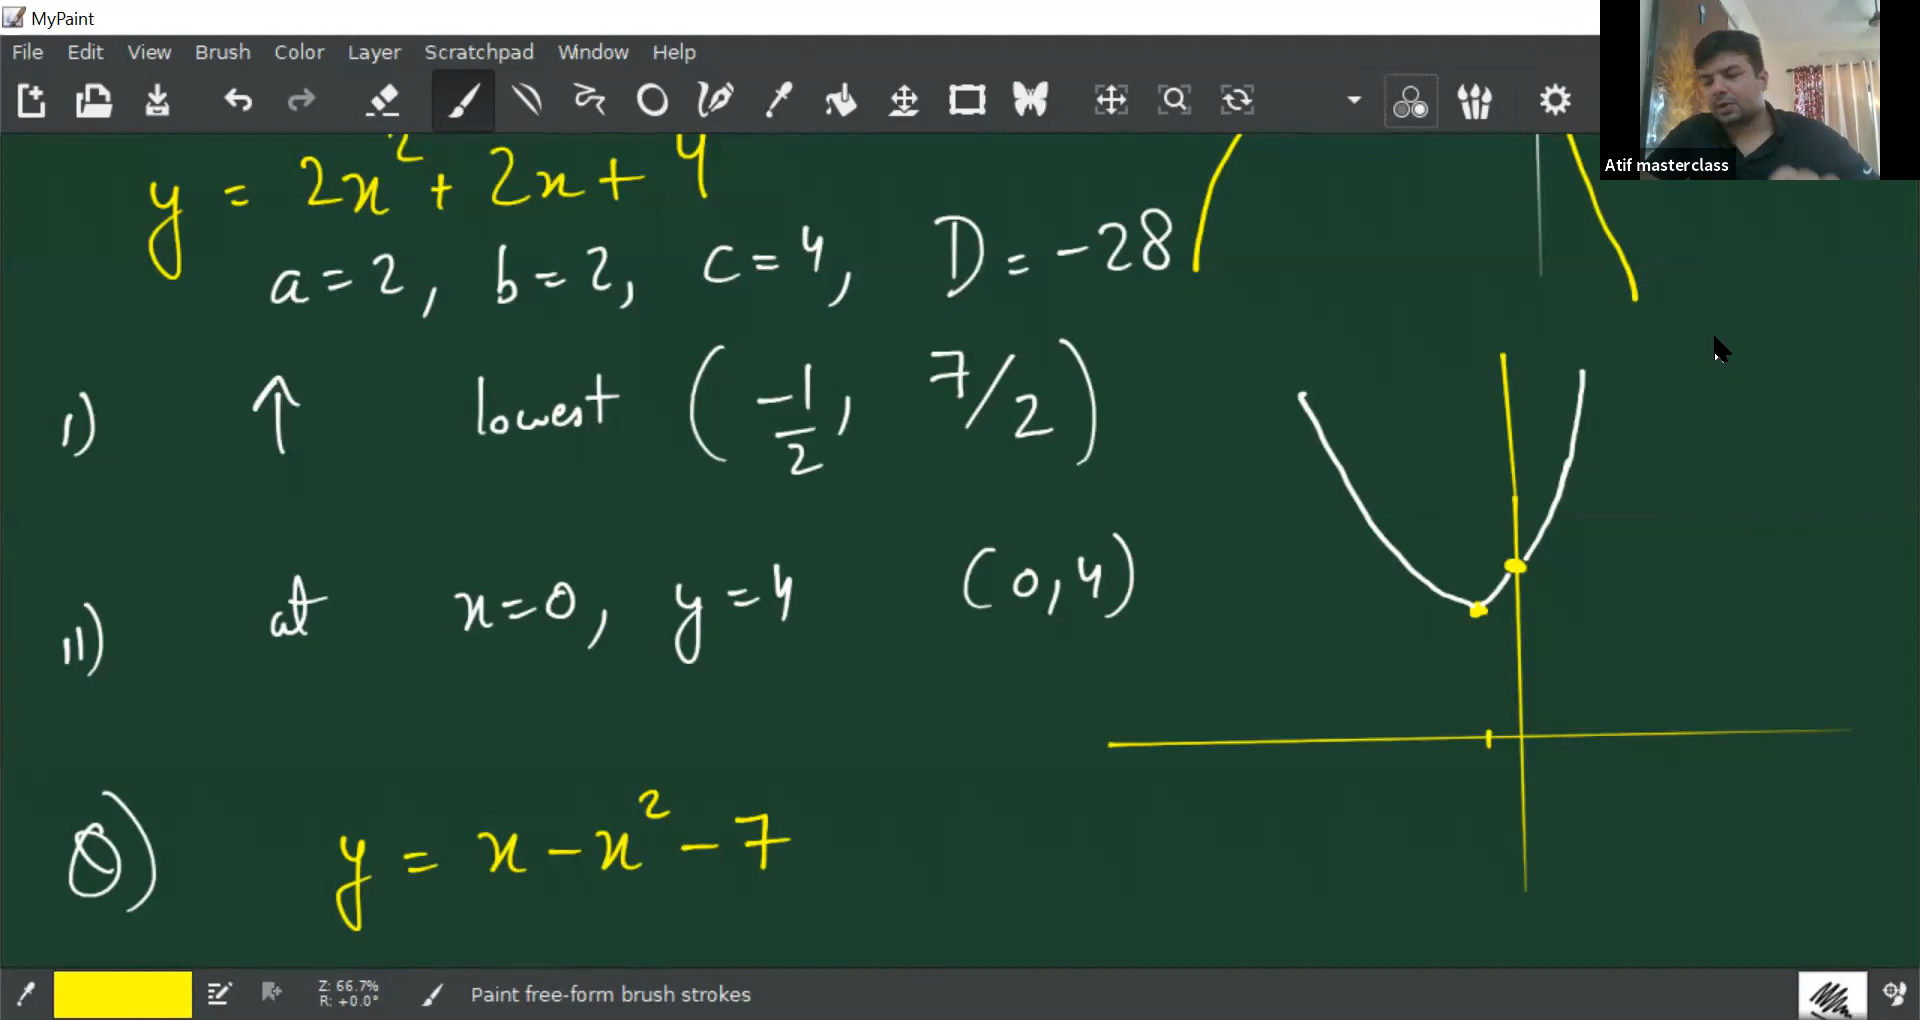 MyPaint
File Edit View Brush Color Layer Scratchpad Window Help
Atif masterclass
y = 2x² + 2x + 4
a = 2, b = 2, c = 4, D = -28
I) ↑ lowest (-1/2, 7/2)
II) at x=0, y=4 (0,4)
Q) y = x - x² - 7
Z: 66.7%
R: +0.0°
Paint free-form brush strokes